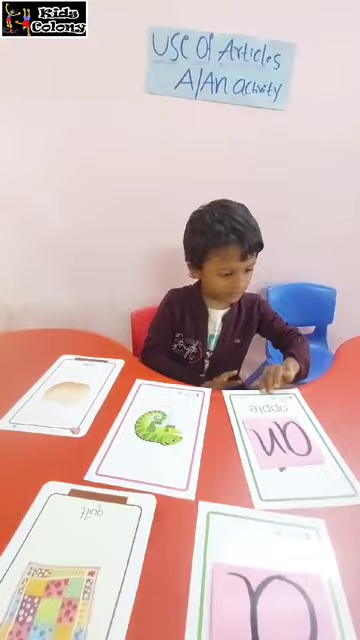 Kids
Colony
Use Of Articles
A/An activity
apple
an
quilt
a